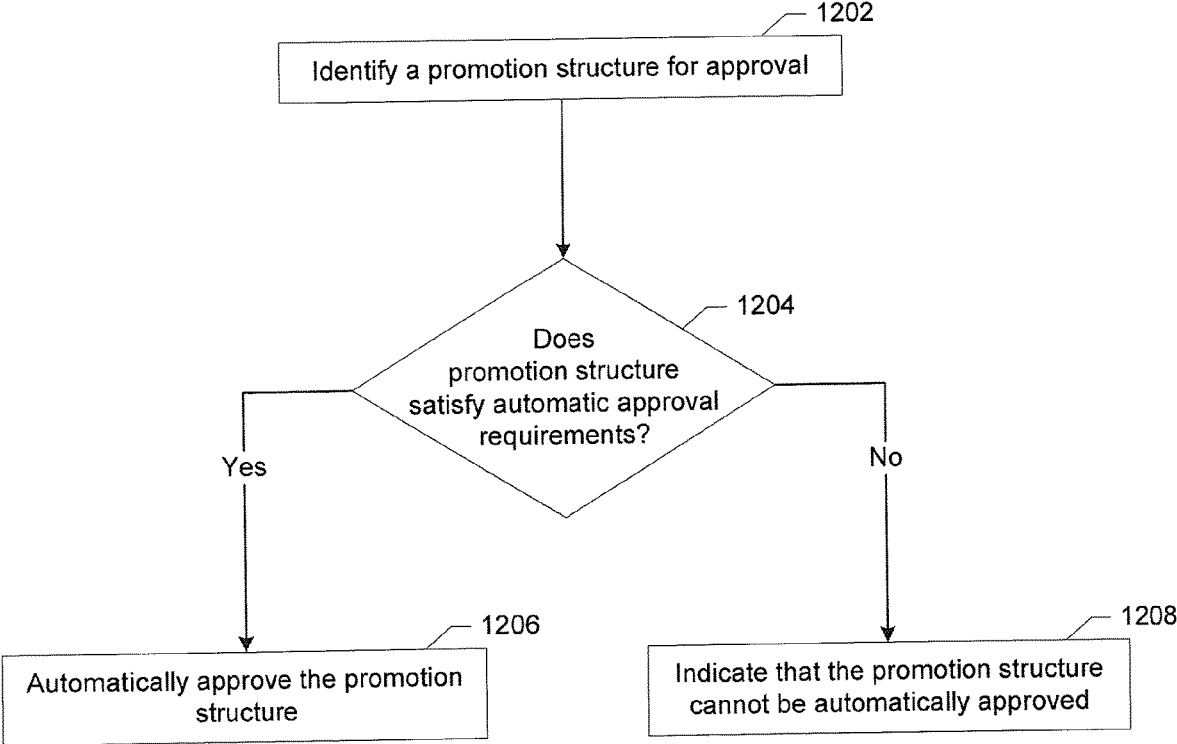 1202
Identify a promotion structure for approval
1204
Does
promotion structure
satisfy automatic approval
requirements?
Yes
No
1206
Automatically approve the promotion
structure
1208
Indicate that the promotion structure
cannot be automatically approved